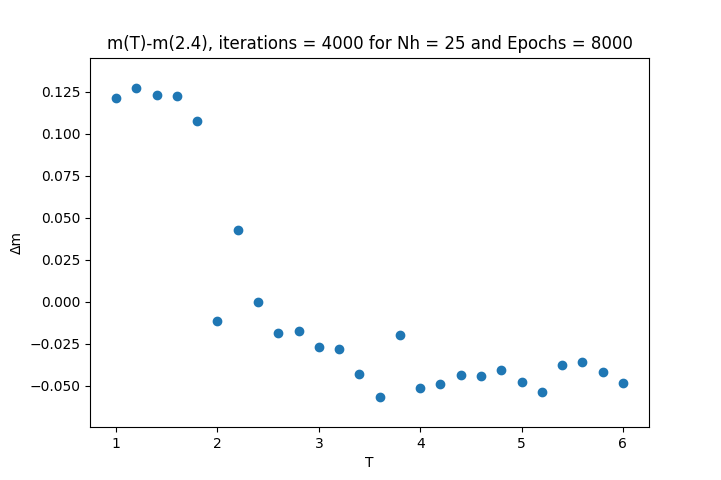 m(T)-m(2.4), iterations = 4000 for Nh = 25 and Epochs = 8000
0.125
0.100
0.075
0.050
0.025
0.000
−0.025
−0.050
Δm
1 2 3 4 5 6
T